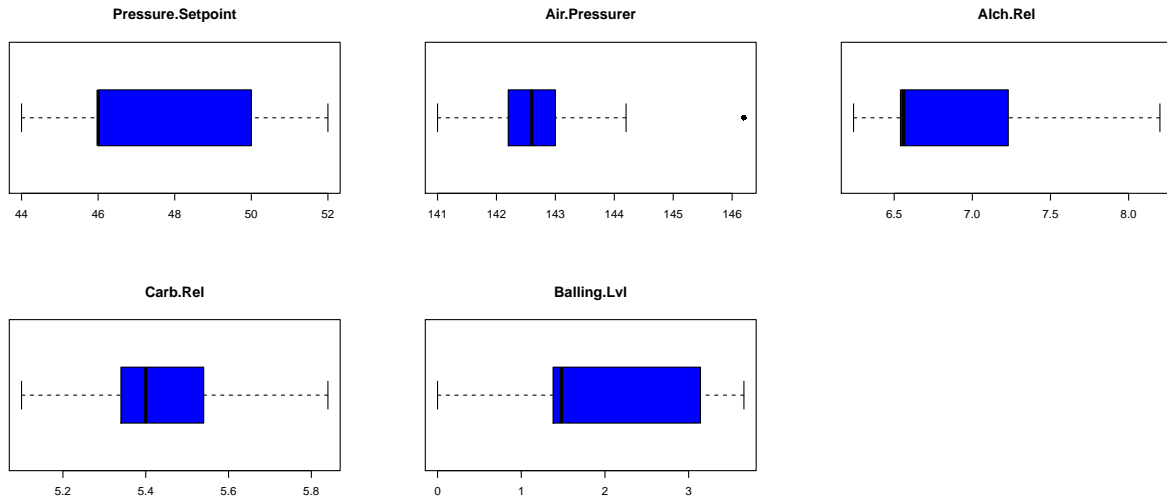 Pressure.Setpoint
44 46 48 50 52
Air.Pressurer
141 142 143 144 145 146
Alch.Rel
6.5 7.0 7.5 8.0
Carb.Rel
5.2 5.4 5.6 5.8
Balling.Lvl
0 1 2 3